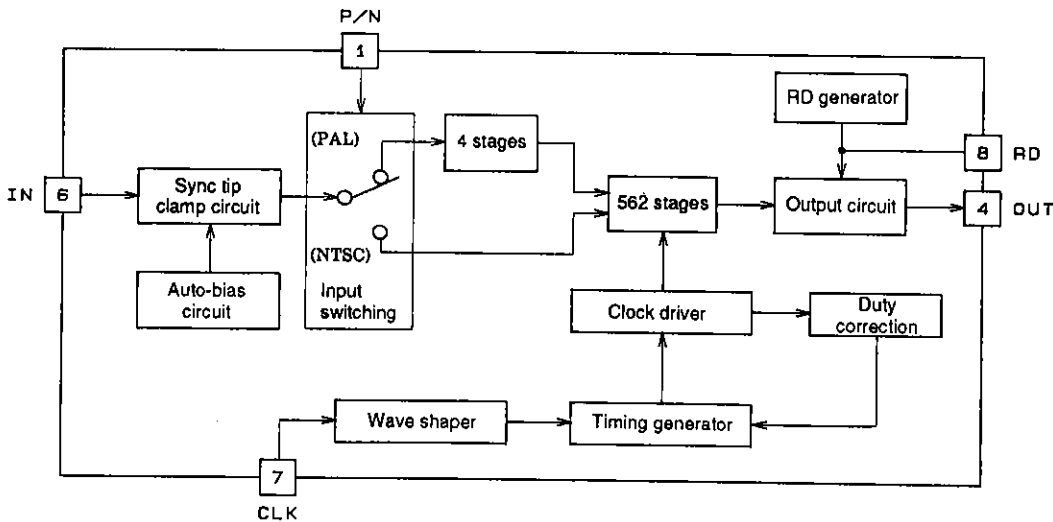 P/N
1
RD generator
(PAL)
4 stages
8 RD
IN 6
Sync tip
clamp circuit
562 stages
Output circuit
4 OUT
(NTSC)
Auto-bias
circuit
Input
switching
Clock driver
Duty
correction
Wave shaper
Timing generator
7
CLK